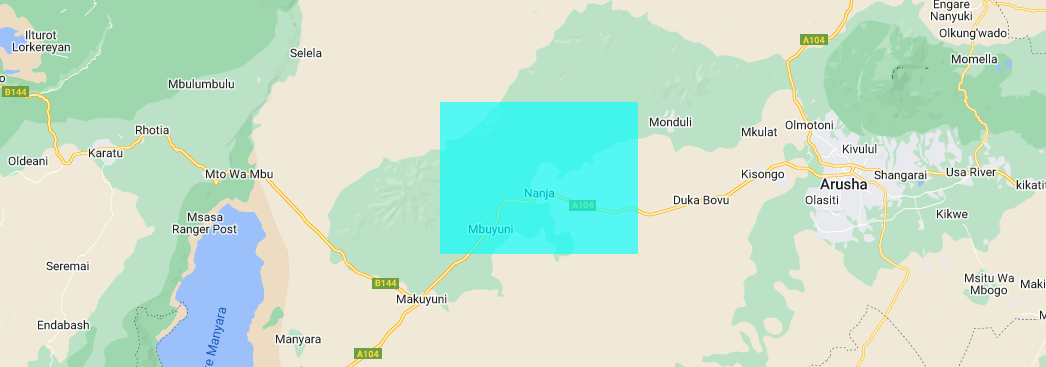 Engare
Nanyuki
Ilturot
Lorkereyan
Olkung'wado
A104
Selela
Momella
o
Mbulumbulu
B144
Monduli
Olmotoni
Rhotia
Mkulat
Kivulul
Karatu
Oldeani
Mto Wa Mbu
Kisongo
Shangarai
Usa River
Arusha
kikatit
Nanja
Duka Bovu
Olasiti
A104
Msasa
Ranger Post
Kikwe
Mbuyuni
Seremai
Msitu Wa
Mbogo
B144
Maki
Makuyuni
Endabash
M
re Manyara
Manyara
A104